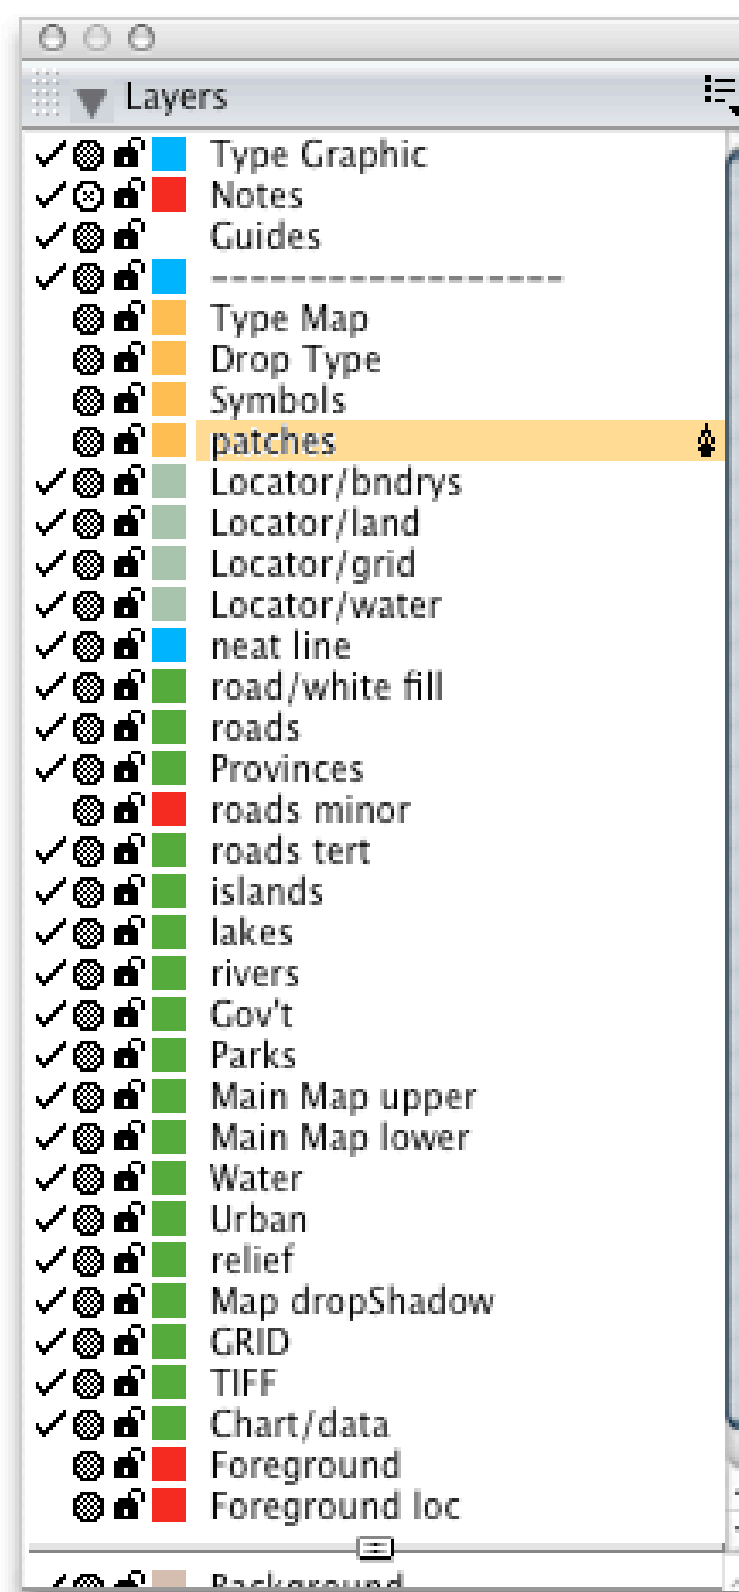 Layers
Type Graphic
Notes
Guides
------------------
Type Map
Drop Type
Symbols
patches
Locator/bndrys
Locator/land
Locator/grid
Locator/water
neat line
road/white fill
roads
Provinces
roads minor
roads tert
islands
lakes
rivers
Gov't
Parks
Main Map upper
Main Map lower
Water
Urban
relief
Map dropShadow
GRID
TIFF
Chart/data
Foreground
Foreground loc
Background